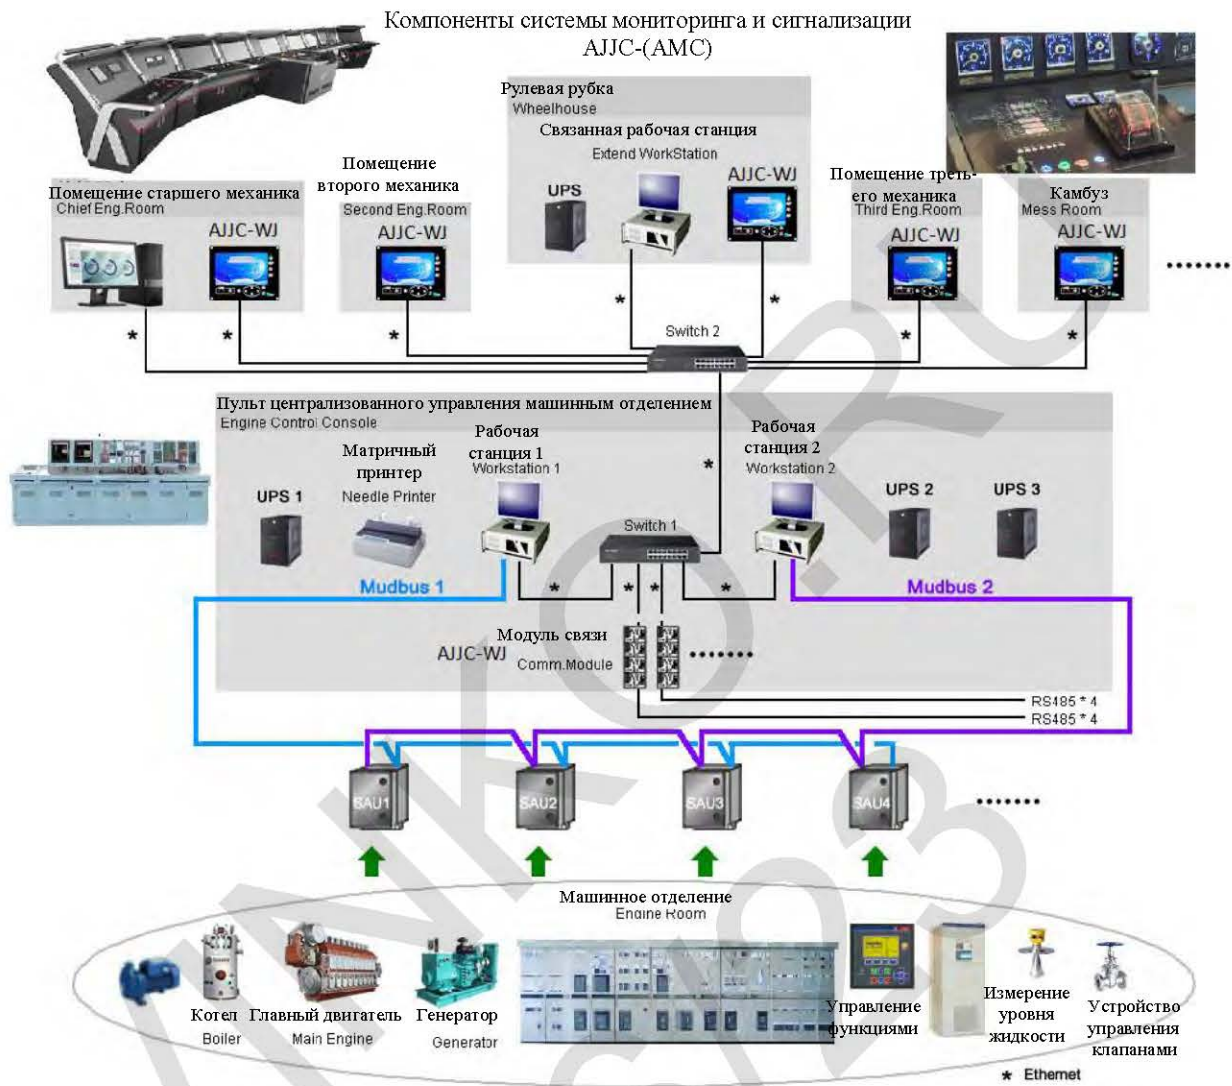 Компоненты системы мониторинга и сигнализации
AJJC-(AMC)
Рулевая рубка
Wheelhouse
Связанная рабочая станция
Extend WorkStation
UPS
AJJC-WJ
Помещение старшего механика
Chief Eng.Room
AJJC-WJ
Помещение
второго механика
Second Eng.Room
AJJC-WJ
Помещение треть-
его механика
Third Eng.Room
AJJC-WJ
Камбуз
Mess Room
AJJC-WJ
.......
*
*
*
*
*
*
*
Switch 2
Пульт централизованного управления машинным отделением
Engine Control Console
UPS 1
Матричный
принтер
Needle Printer
Рабочая
станция 1
Workstation 1
*
Switch 1
Рабочая
станция 2
Workstation 2
UPS 2
UPS 3
Mudbus 1
*
*
*
*
Mudbus 2
AJJC-WJ
Модуль связи
Comm.Module
.......
RS485 * 4
RS485 * 4
SAU1
SAU2
SAU3
SAU4
.......
Машинное отделение
Engine Room
Котел
Boiler
Главный двигатель
Main Engine
Генератор
Generator
Управление
функциями
Измерение
уровня
жидкости
Устройство
управления
клапанами
* Ethernet